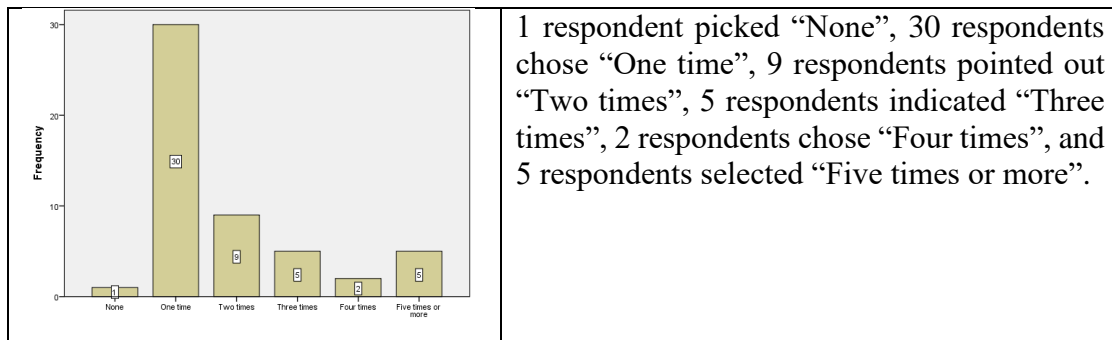 30
20
10
0
Frequency
1
30
9
5
2
5
None
One time
Two times
Three times
Four times
Five times or
more
1 respondent picked “None”, 30 respondents
chose “One time”, 9 respondents pointed out
“Two times”, 5 respondents indicated “Three
times”, 2 respondents chose “Four times”, and
5 respondents selected “Five times or more”.